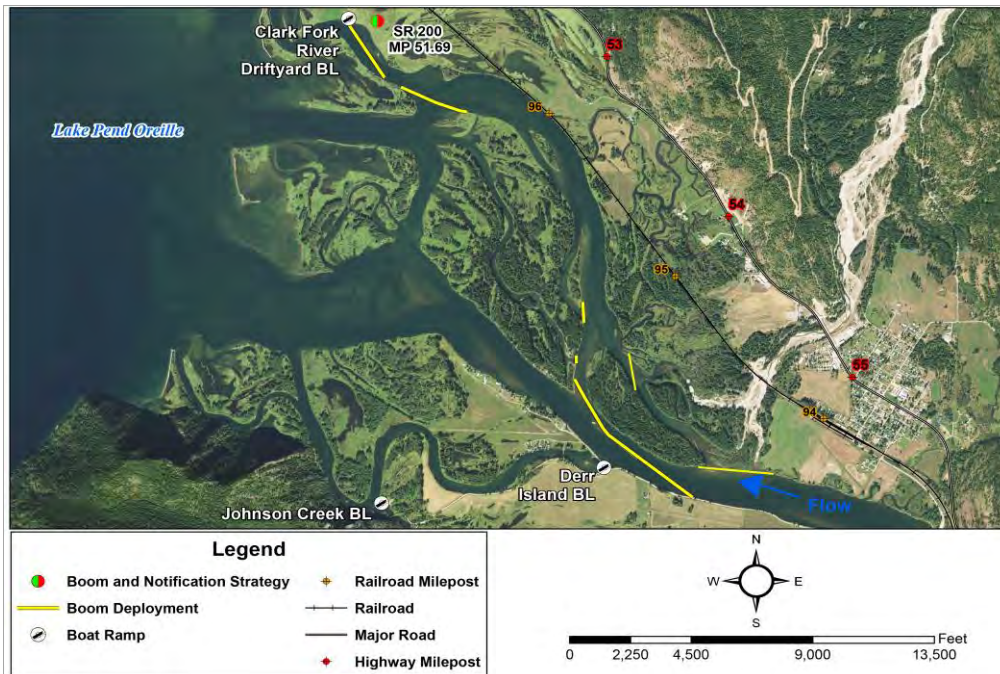 Clark Fork
River
Driftyard BL
SR 200
MP 51.69
53
96
Lake Pend Oreille
54
95
55
94
Derr
Island BL
Johnson Creek BL
Flow
Legend
Boom and Notification Strategy
Boom Deployment
Boat Ramp
Railroad Milepost
Railroad
Major Road
Highway Milepost
N
W E
S
Feet
0 2,250 4,500 9,000 13,500